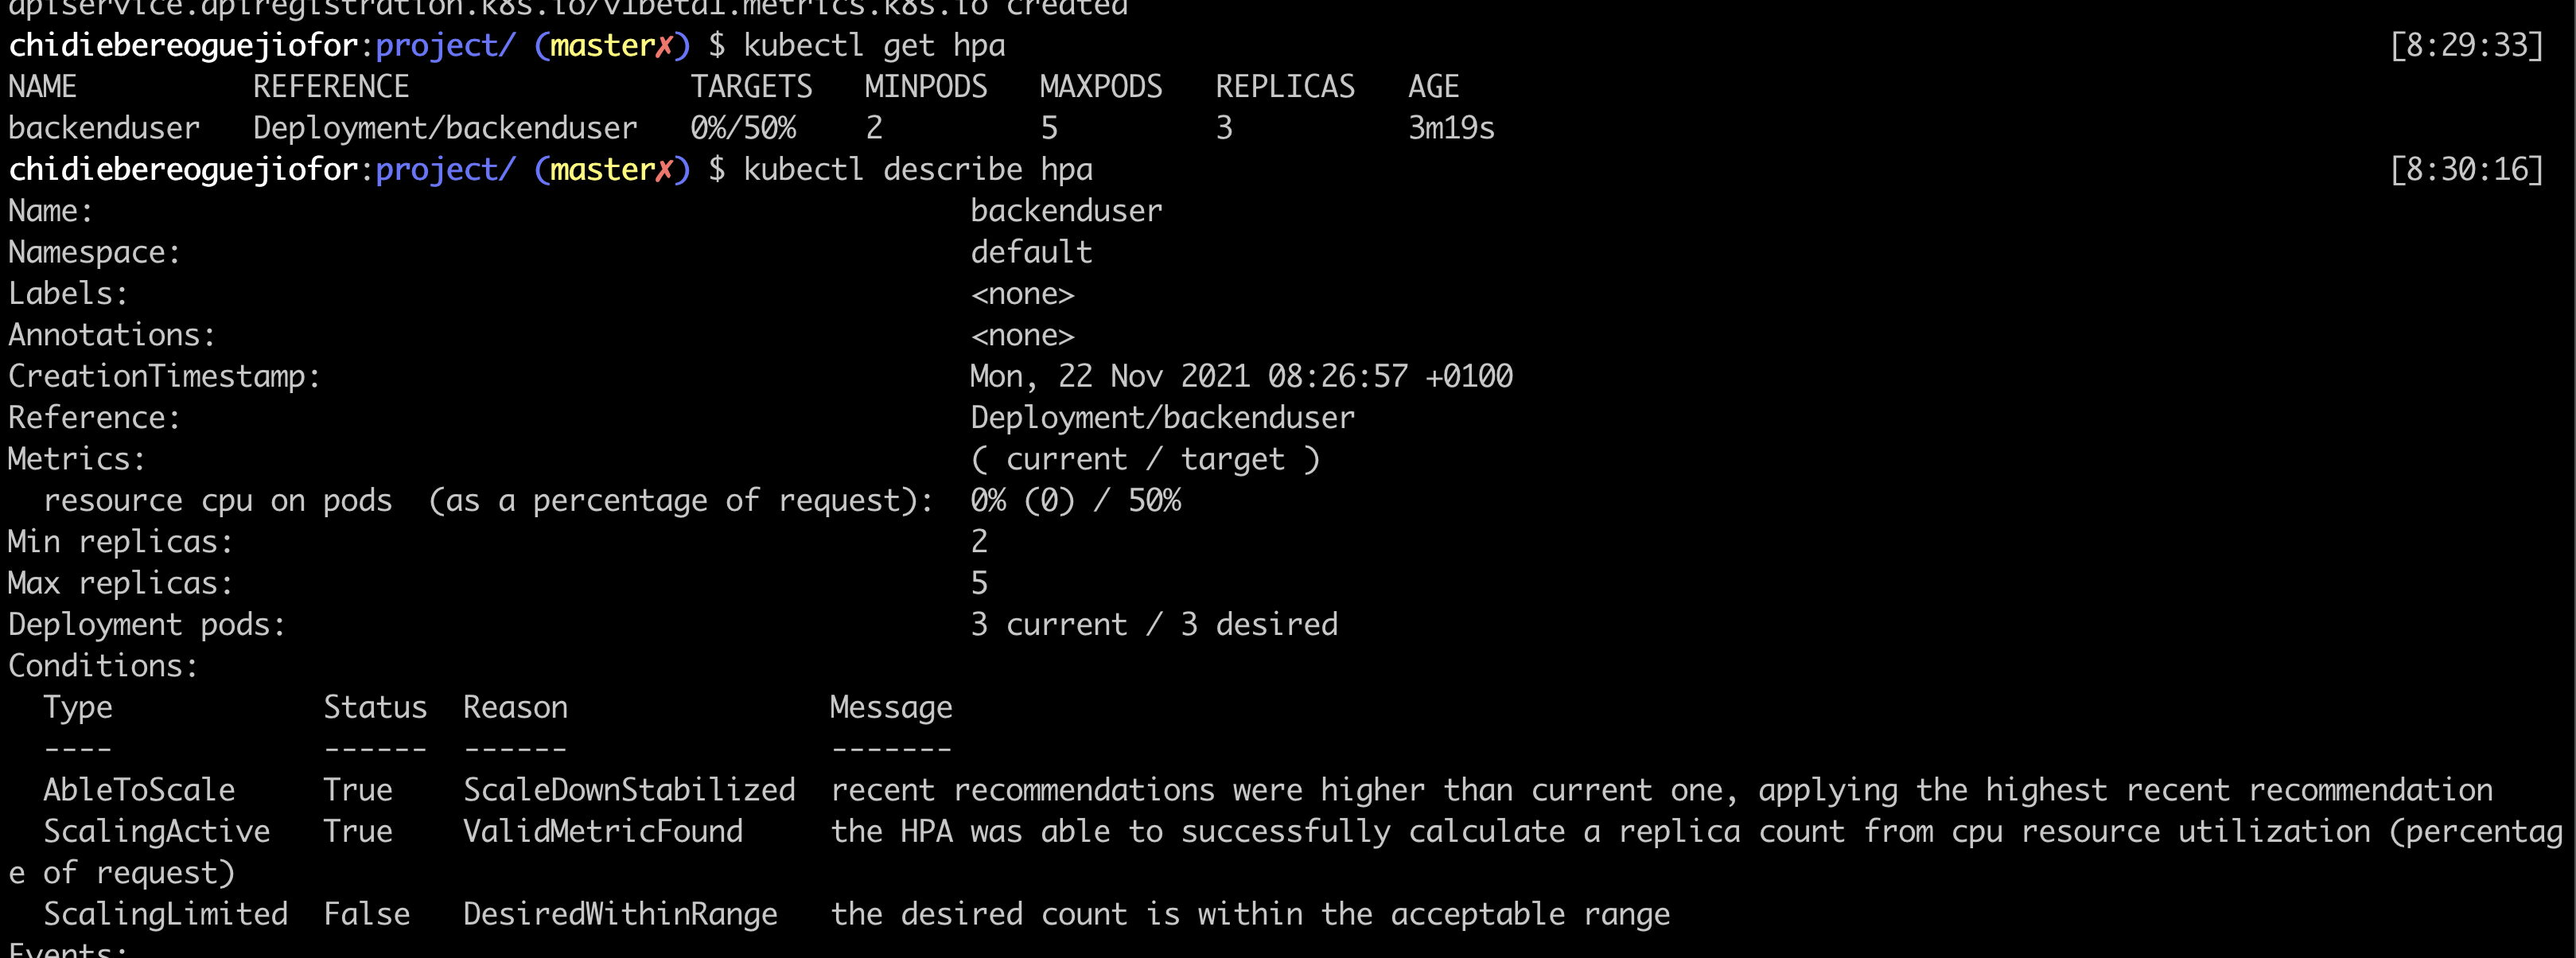 apiservice.apiregistration.k8s.io/v1beta1.metrics.k8s.io created
chidiebereoguejiofor:project/ (master✗) $ kubectl get hpa [8:29:33]
NAME REFERENCE TARGETS MINPODS MAXPODS REPLICAS AGE
backenduser Deployment/backenduser 0%/50% 2 5 3 3m19s
chidiebereoguejiofor:project/ (master✗) $ kubectl describe hpa [8:30:16]
Name: backenduser
Namespace: default
Labels: <none>
Annotations: <none>
CreationTimestamp: Mon, 22 Nov 2021 08:26:57 +0100
Reference: Deployment/backenduser
Metrics: ( current / target )
resource cpu on pods (as a percentage of request): 0% (0) / 50%
Min replicas: 2
Max replicas: 5
Deployment pods: 3 current / 3 desired
Conditions:
Type Status Reason Message
---- ------ ------ -------
AbleToScale True ScaleDownStabilized recent recommendations were higher than current one, applying the highest recent recommendation
ScalingActive True ValidMetricFound the HPA was able to successfully calculate a replica count from cpu resource utilization (percentag
e of request)
ScalingLimited False DesiredWithinRange the desired count is within the acceptable range
Events: